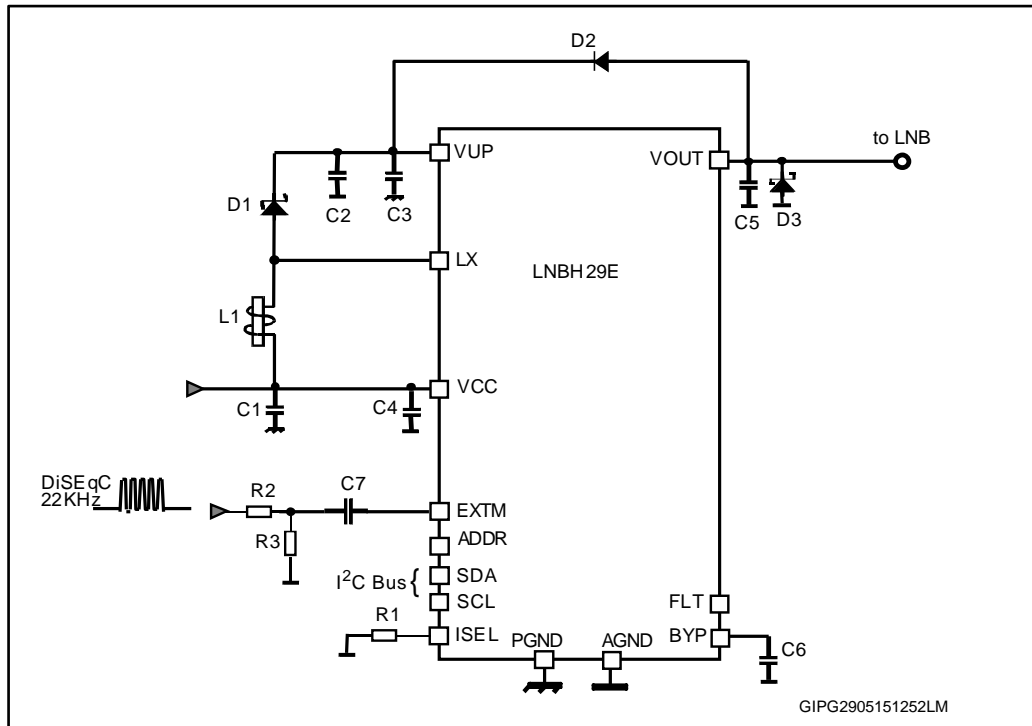 D2
VUP
VOUT
to LNB
D1
C2
C3
C5
D3
LX
LNBH29E
L1
VCC
C1
C4
DiSEqC
22KHz
R2
C7
EXTM
R3
ADDR
I²C Bus {
SDA
SCL
FLT
R1
ISEL
PGND
AGND
BYP
C6
GIPG2905151252LM